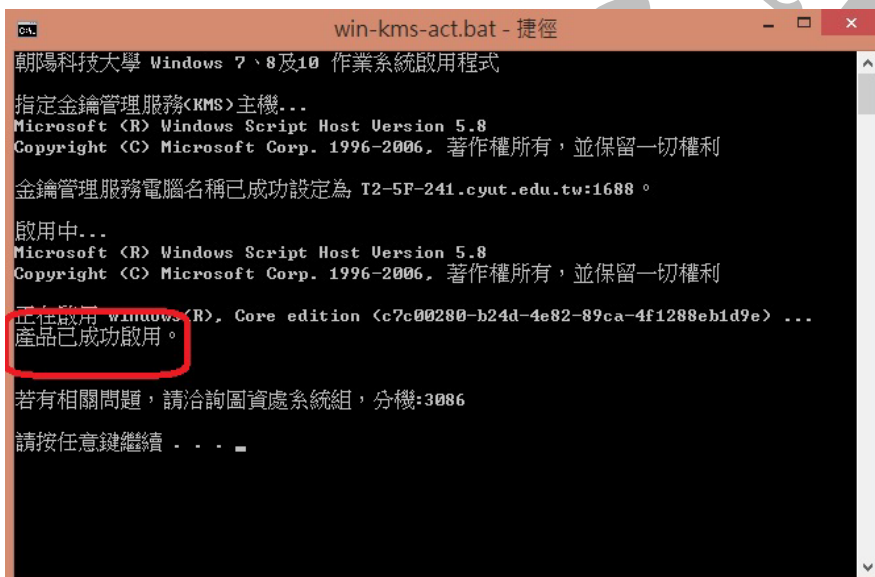 win-kms-act.bat - 捷徑
朝陽科技大學 Windows 7、8及10 作業系統啟用程式
指定金鑰管理服務(KMS)主機...
Microsoft (R) Windows Script Host Version 5.8
Copyright (C) Microsoft Corp. 1996-2006, 著作權所有，並保留一切權利
金鑰管理服務電腦名稱已成功設定為 T2-5F-241.cyut.edu.tw:1688。
啟用中...
Microsoft (R) Windows Script Host Version 5.8
Copyright (C) Microsoft Corp. 1996-2006, 著作權所有，並保留一切權利
正在啟用 Windows(R), Core edition (c7c00280-b24d-4e82-89ca-4f1288eb1d9e) ...
產品已成功啟用。
若有相關問題，請洽詢圖資處系統組，分機:3086
請按任意鍵繼續 . . .